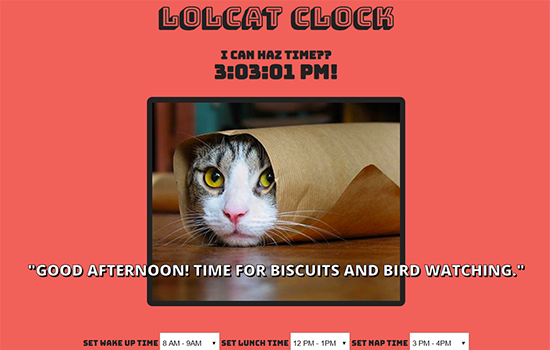 LOLCAT CLOCK
I CAN HAZ TIME??
3:03:01 PM!
"GOOD AFTERNOON! TIME FOR BISCUITS AND BIRD WATCHING."
SET WAKE UP TIME 8 AM - 9AM SET LUNCH TIME 12 PM - 1PM SET NAP TIME 3 PM - 4PM